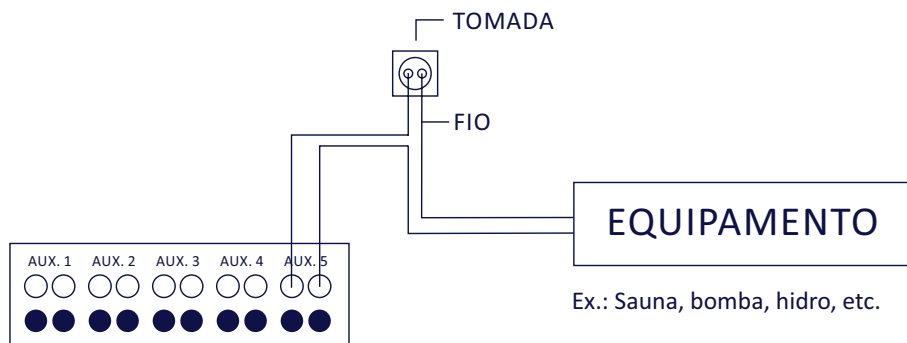 TOMADA
FIO
EQUIPAMENTO
AUX. 1 AUX. 2 AUX. 3 AUX. 4 AUX. 5
Ex.: Sauna, bomba, hidro, etc.